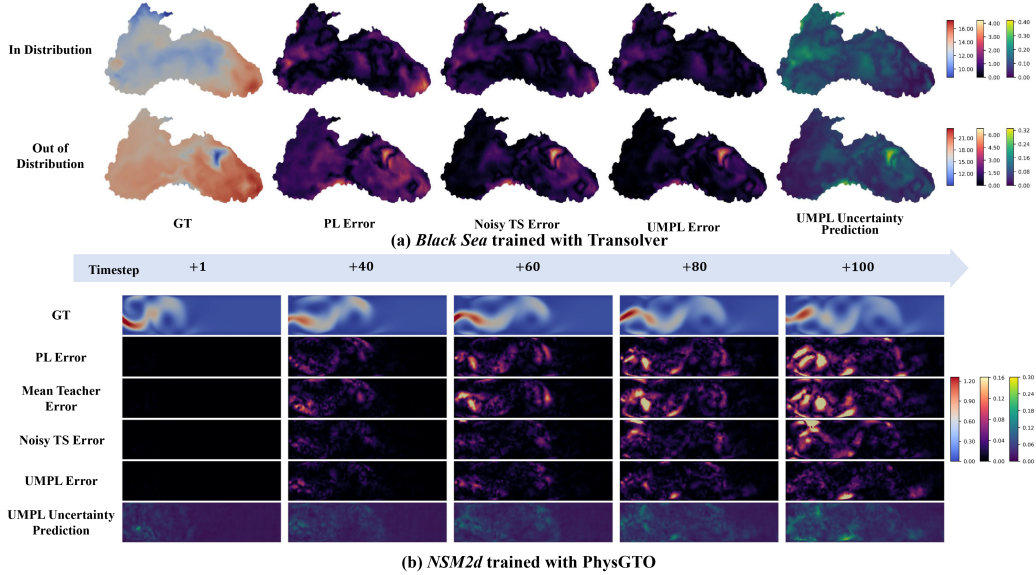 In Distribution
16.00
14.00
12.00
10.00
4.00
3.00
2.00
1.00
0.00
0.40
0.30
0.20
0.10
0.00
Out of
Distribution
21.00
18.00
15.00
12.00
6.00
4.50
3.00
1.50
0.00
0.32
0.24
0.16
0.08
0.00
GT
PL Error
Noisy TS Error
UMPL Error
UMPL Uncertainty
Prediction
(a) Black Sea trained with Transolver
Timestep +1 +40 +60 +80 +100
GT
PL Error
Mean Teacher
Error
Noisy TS Error
UMPL Error
UMPL Uncertainty
Prediction
1.20
0.90
0.60
0.30
0.00
0.16
0.12
0.08
0.04
0.00
0.30
0.24
0.18
0.12
0.06
0.00
(b) NSM2d trained with PhysGTO